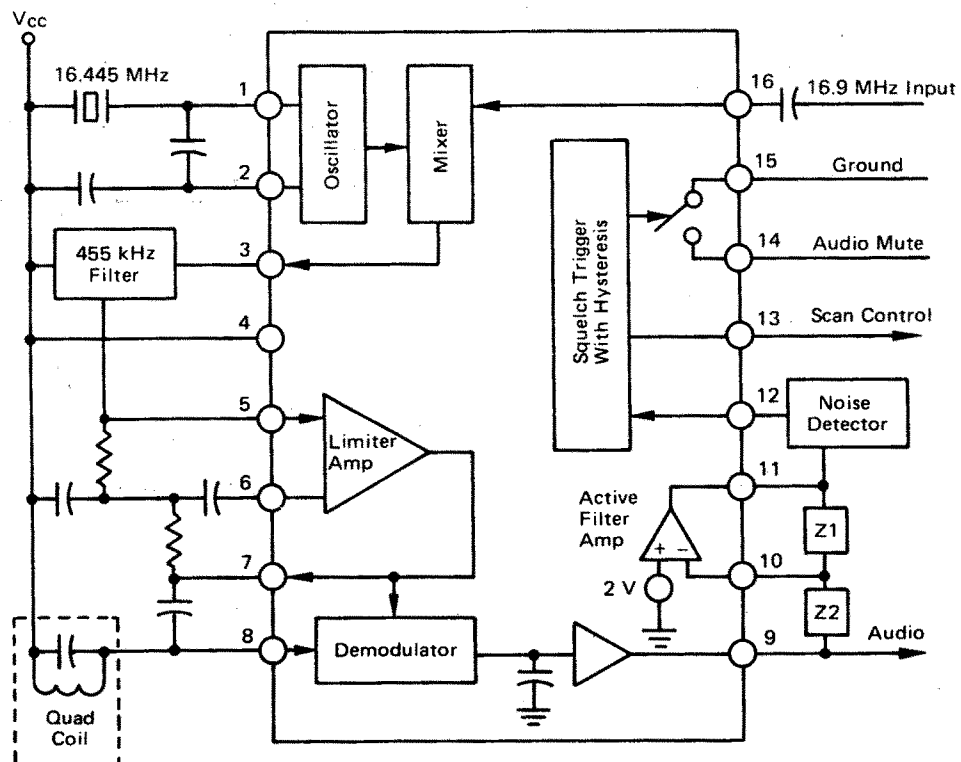 Vcc
16.445 MHz
1
Oscillator
Mixer
16
16.9 MHz Input
2
15
Ground
455 kHz
Filter
3
14
Audio Mute
Squelch Trigger
With Hysteresis
4
13
Scan Control
5
12
Noise
Detector
Limiter
Amp
6
11
Active
Filter
Amp
Z1
+ −
7
10
2 V
Z2
8
Demodulator
9
Audio
Quad
Coil